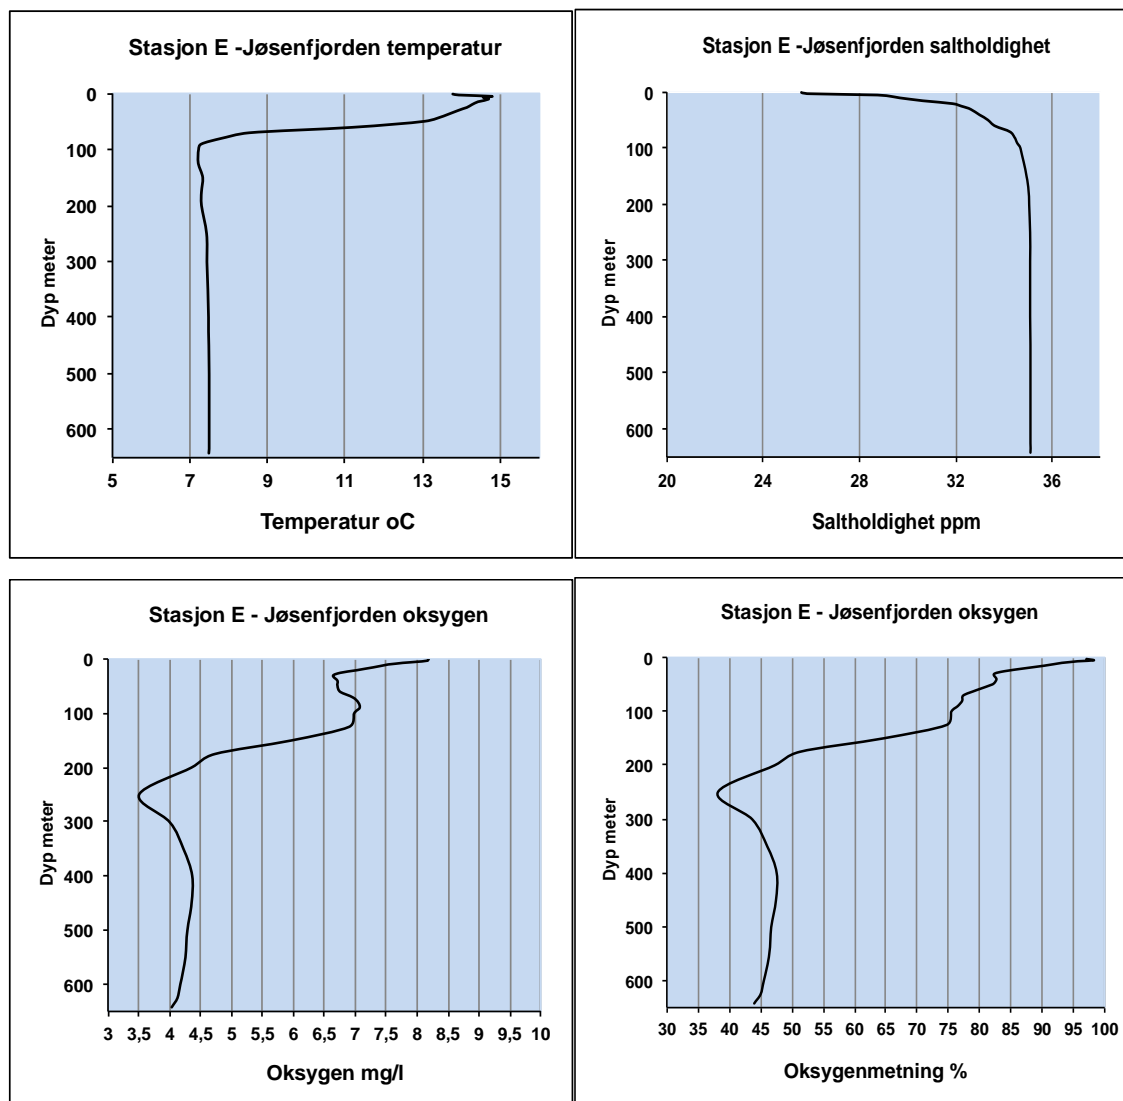 Stasjon E -Jøsenfjorden temperatur
0
100
200
300
400
500
600
Dyp meter
5 7 9 11 13 15
Temperatur oC
Stasjon E -Jøsenfjorden saltholdighet
0
100
200
300
400
500
600
Dyp meter
20 24 28 32 36
Saltholdighet ppm
Stasjon E - Jøsenfjorden oksygen
0
100
200
300
400
500
600
Dyp meter
3 3,5 4 4,5 5 5,5 6 6,5 7 7,5 8 8,5 9 9,5 10
Oksygen mg/l
Stasjon E - Jøsenfjorden oksygen
0
100
200
300
400
500
600
Dyp meter
30 35 40 45 50 55 60 65 70 75 80 85 90 95 100
Oksygenmetning %